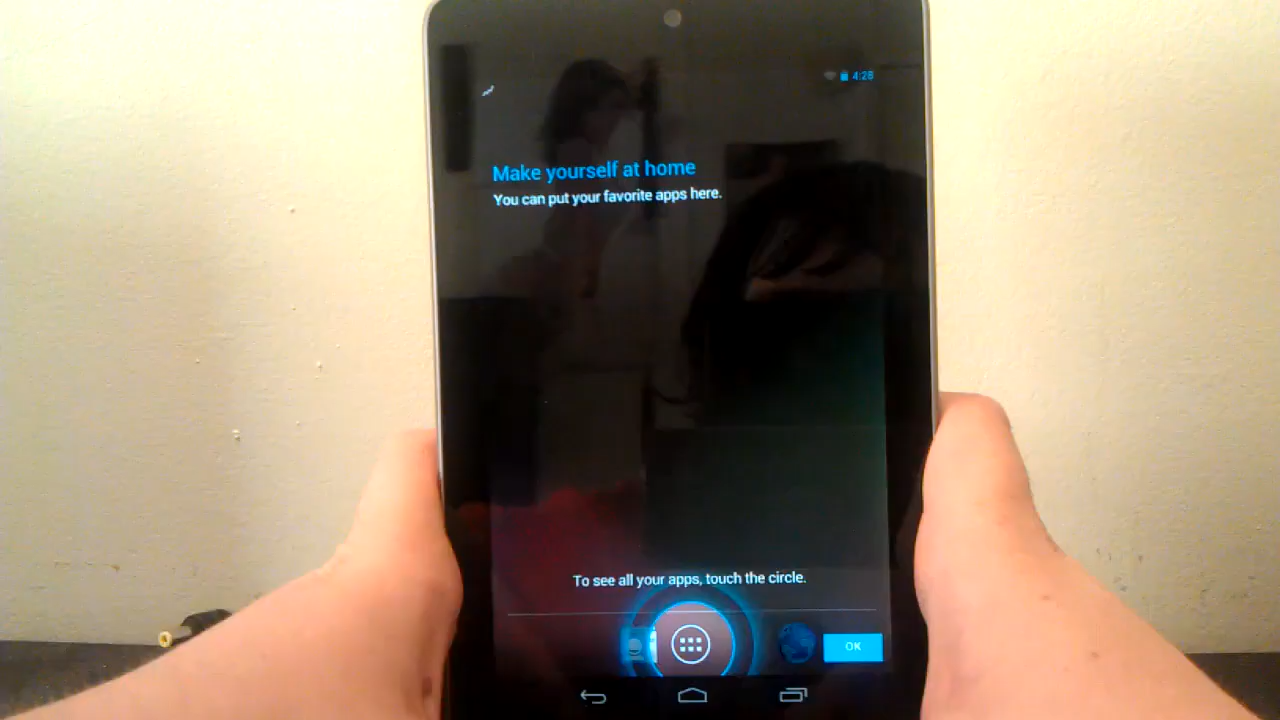 4:28
Make yourself at home
You can put your favorite apps here.
To see all your apps, touch the circle.
OK